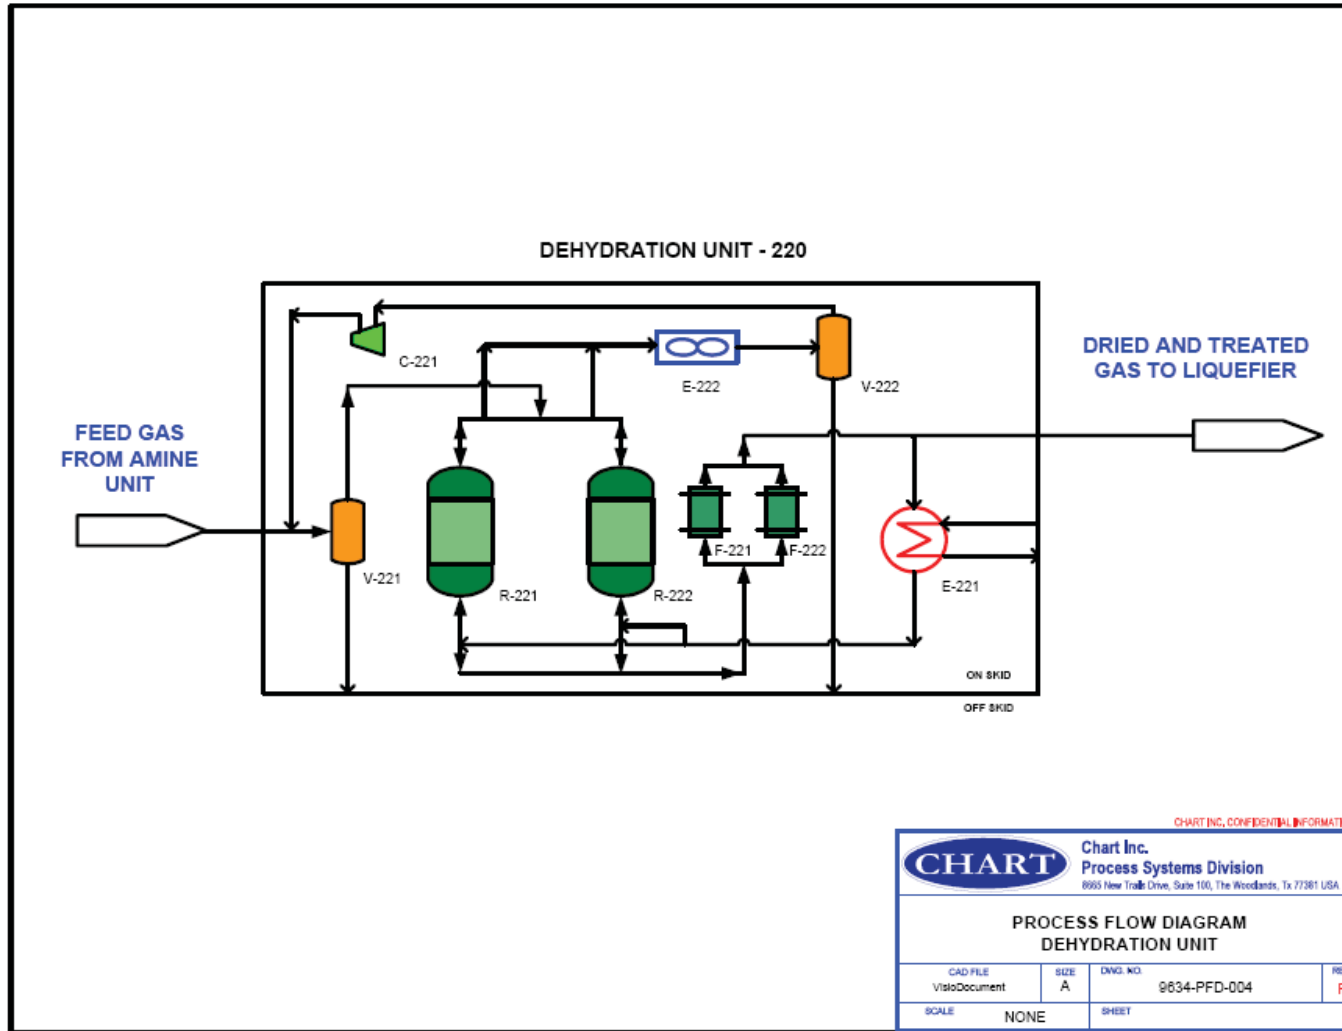 DEHYDRATION UNIT - 220
C-221
E-222
V-222
DRIED AND TREATED
GAS TO LIQUEFIER
FEED GAS
FROM AMINE
UNIT
V-221
R-221
R-222
F-221
F-222
E-221
ON SKID
OFF SKID
CHART INC, CONFIDENTIAL INFORMATI
CHART
Chart Inc.
Process Systems Division
8665 New Trails Drive, Suite 100, The Woodlands, Tx 77381 USA
PROCESS FLOW DIAGRAM
DEHYDRATION UNIT
CAD FILE
VisioDocument
SIZE
A
DWG. NO.
9634-PFD-004
RE
SCALE
NONE
SHEET